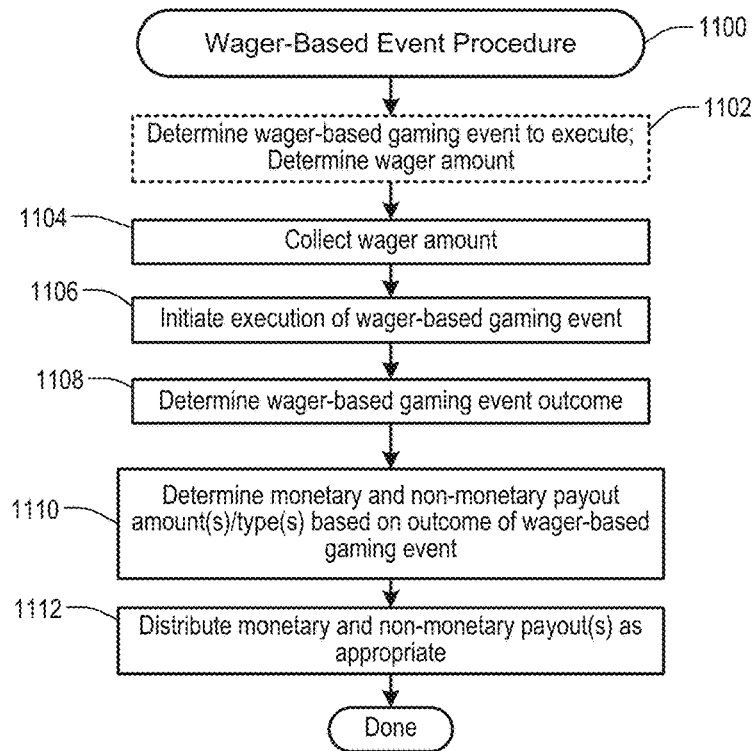 Wager-Based Event Procedure
1100
1102
Determine wager-based gaming event to execute;
Determine wager amount
1104
Collect wager amount
1106
Initiate execution of wager-based gaming event
1108
Determine wager-based gaming event outcome
1110
Determine monetary and non-monetary payout
amount(s)/type(s) based on outcome of wager-based
gaming event
1112
Distribute monetary and non-monetary payout(s) as
appropriate
Done